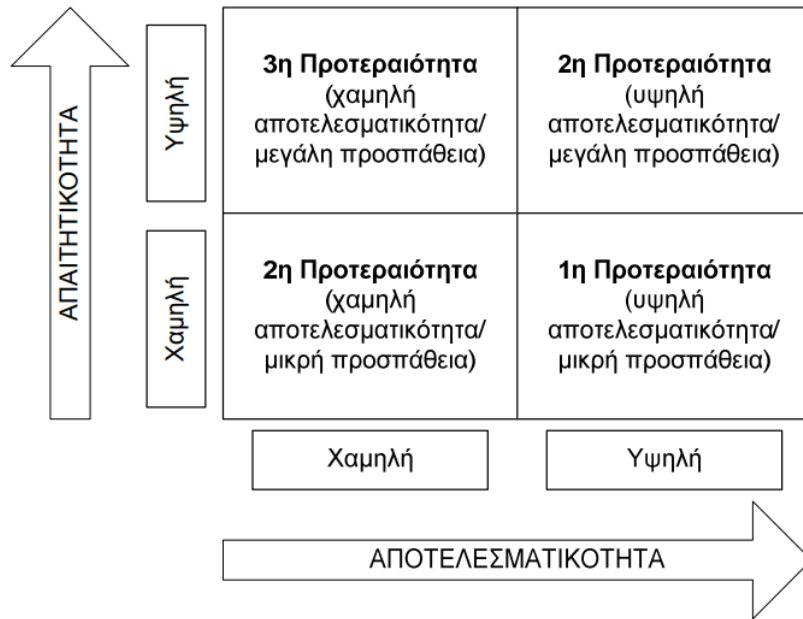 ΑΠΑΙΤΗΤΙΚΟΤΗΤΑ
Υψηλή
3η Προτεραιότητα
(χαμηλή
αποτελεσματικότητα/
μεγάλη προσπάθεια)
2η Προτεραιότητα
(υψηλή
αποτελεσματικότητα/
μεγάλη προσπάθεια)
Χαμηλή
2η Προτεραιότητα
(χαμηλή
αποτελεσματικότητα/
μικρή προσπάθεια)
1η Προτεραιότητα
(υψηλή
αποτελεσματικότητα/
μικρή προσπάθεια)
Χαμηλή
Υψηλή
ΑΠΟΤΕΛΕΣΜΑΤΙΚΟΤΗΤΑ